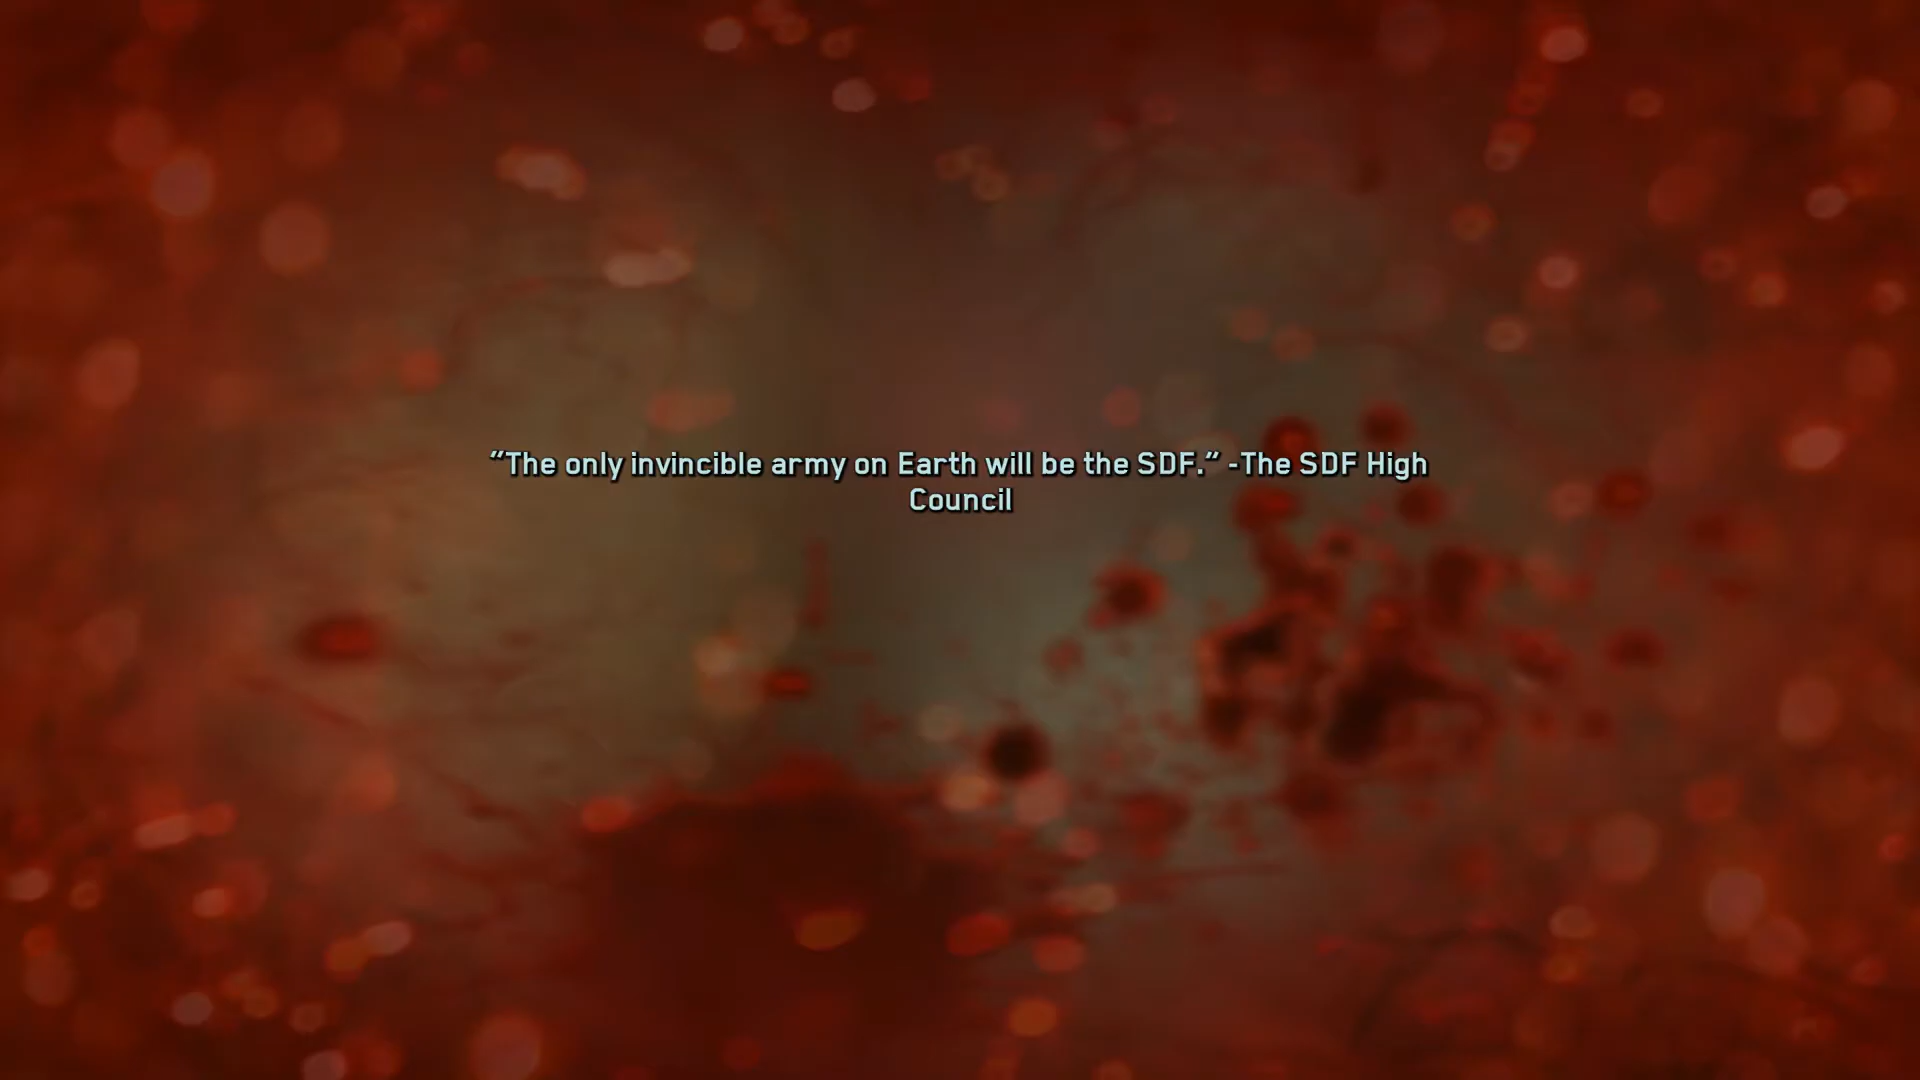 "The only invincible army on Earth will be the SDF." -The SDF High
Council